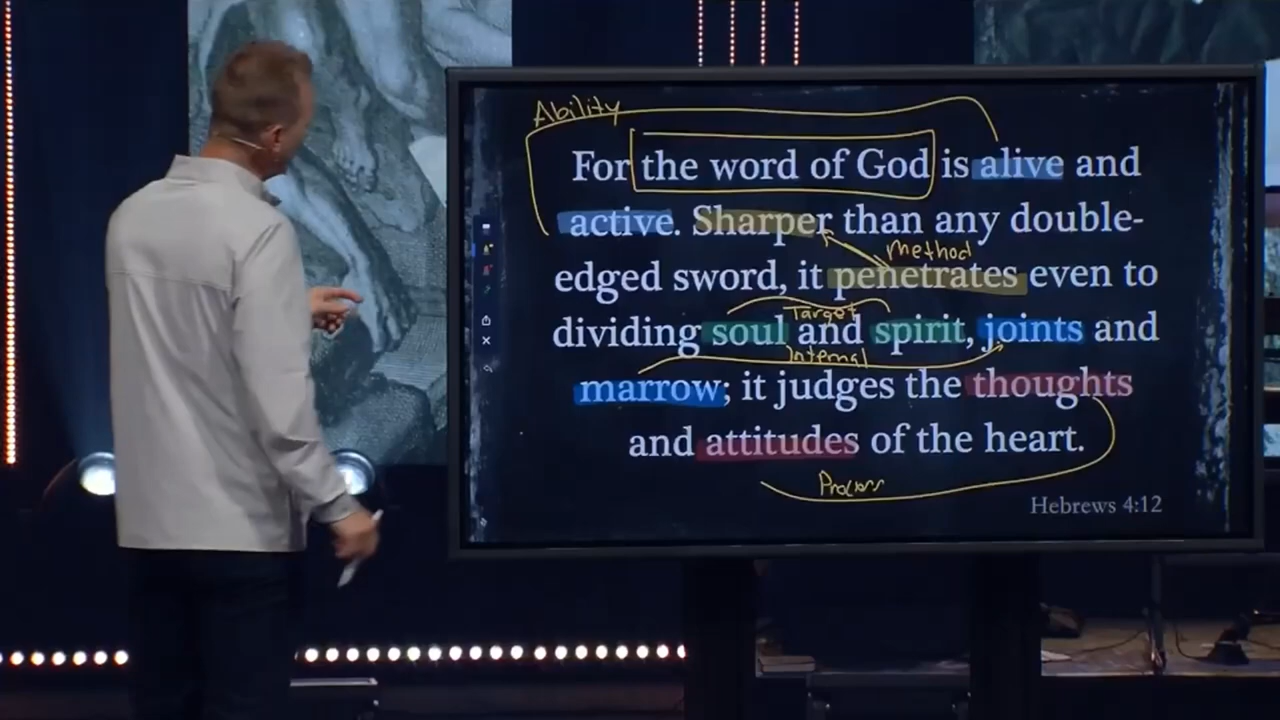 Ability
For the word of God is alive and
active. Sharper than any double-
Method
edged sword, it penetrates even to
Target
dividing soul and spirit, joints and
Internal
marrow; it judges the thoughts
and attitudes of the heart.
Process
Hebrews 4:12